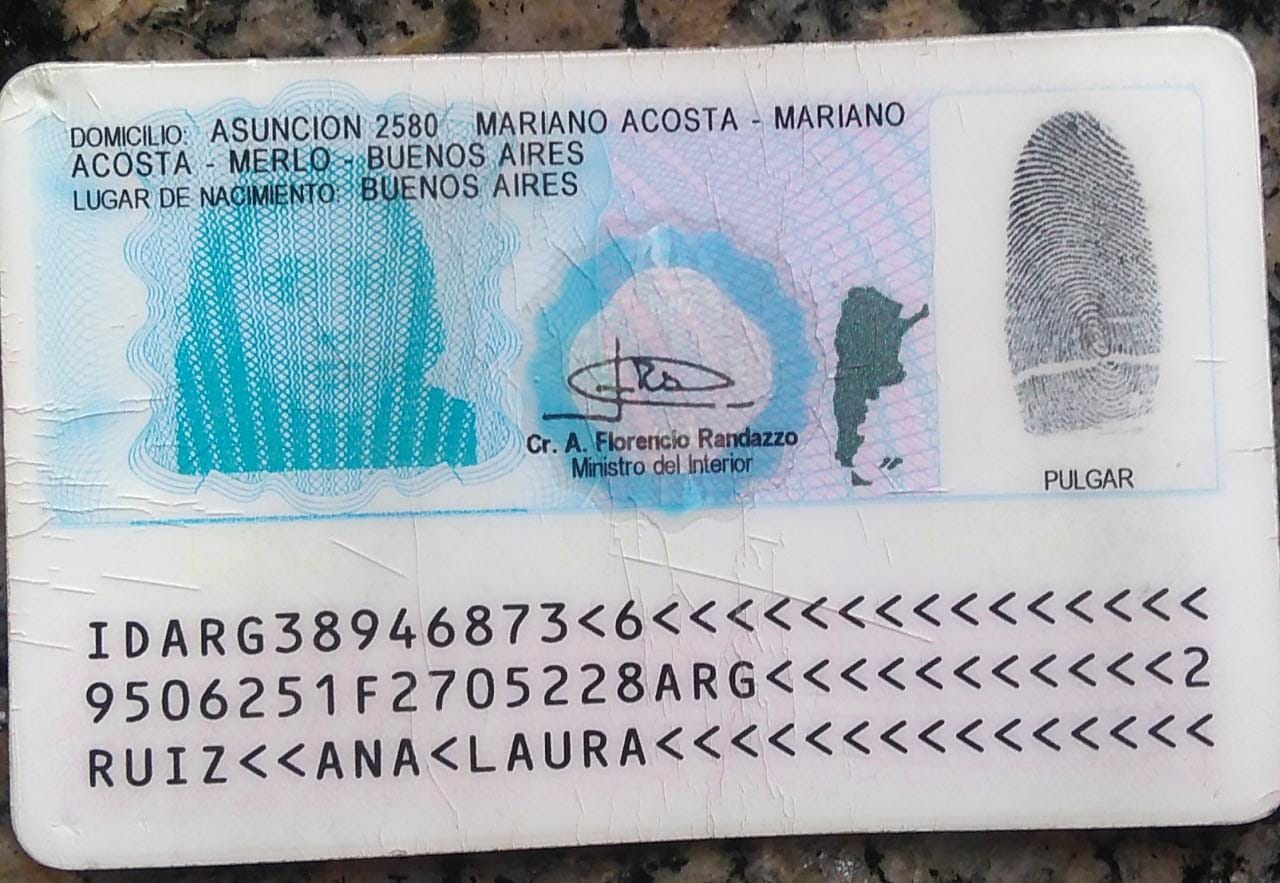 DOMICILIO: ASUNCION 2580 MARIANO ACOSTA - MARIANO
ACOSTA - MERLO - BUENOS AIRES
LUGAR DE NACIMIENTO: BUENOS AIRES
Cr. A. Florencio Randazzo
Ministro del Interior
PULGAR
IDARG38946873<6<<<<<<<<<<<<<<<
9506251F2705228ARG<<<<<<<<<<<2
RUIZ<<ANA<LAURA<<<<<<<<<<<<<<<